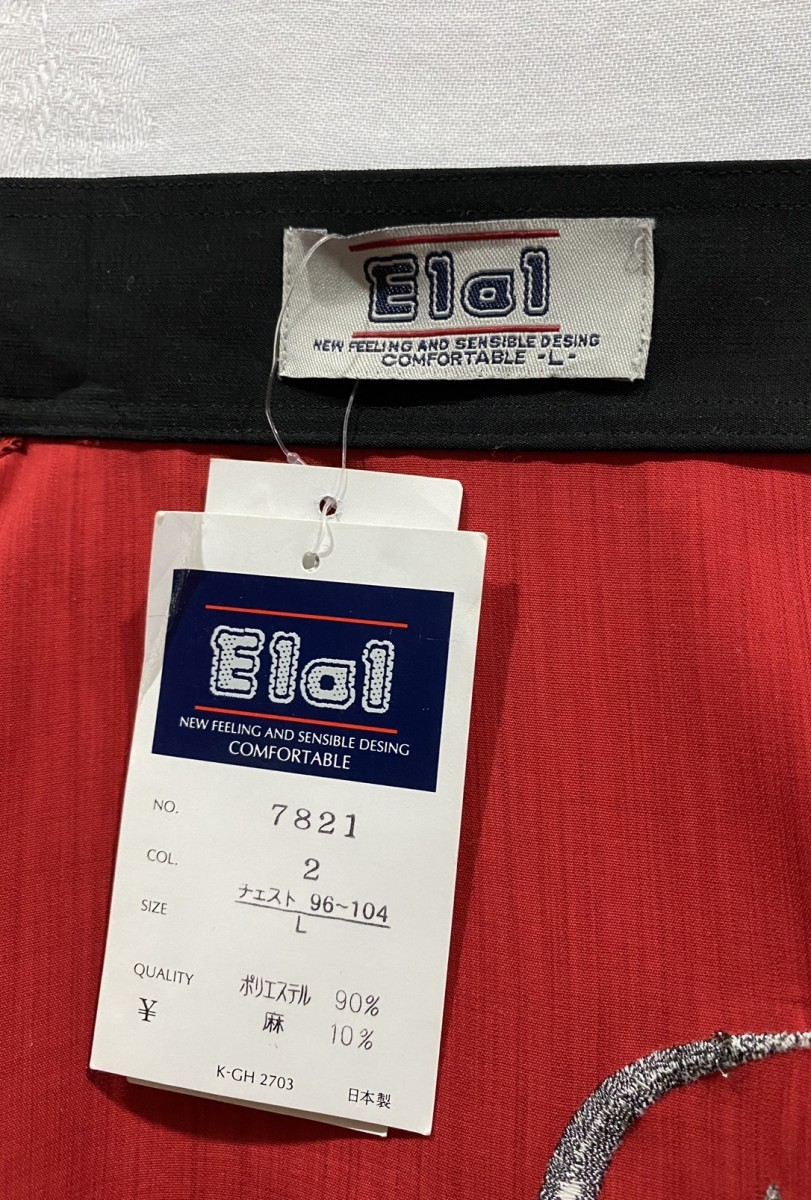 Elal
NEW FEELING AND SENSIBLE DESING
COMFORTABLE -L-
Elal
NEW FEELING AND SENSIBLE DESING
COMFORTABLE
NO. 7821
COL. 2
SIZE チェスト 96~104
L
QUALITY ポリエステル 90%
¥ 麻 10%
K-GH 2703 日本製